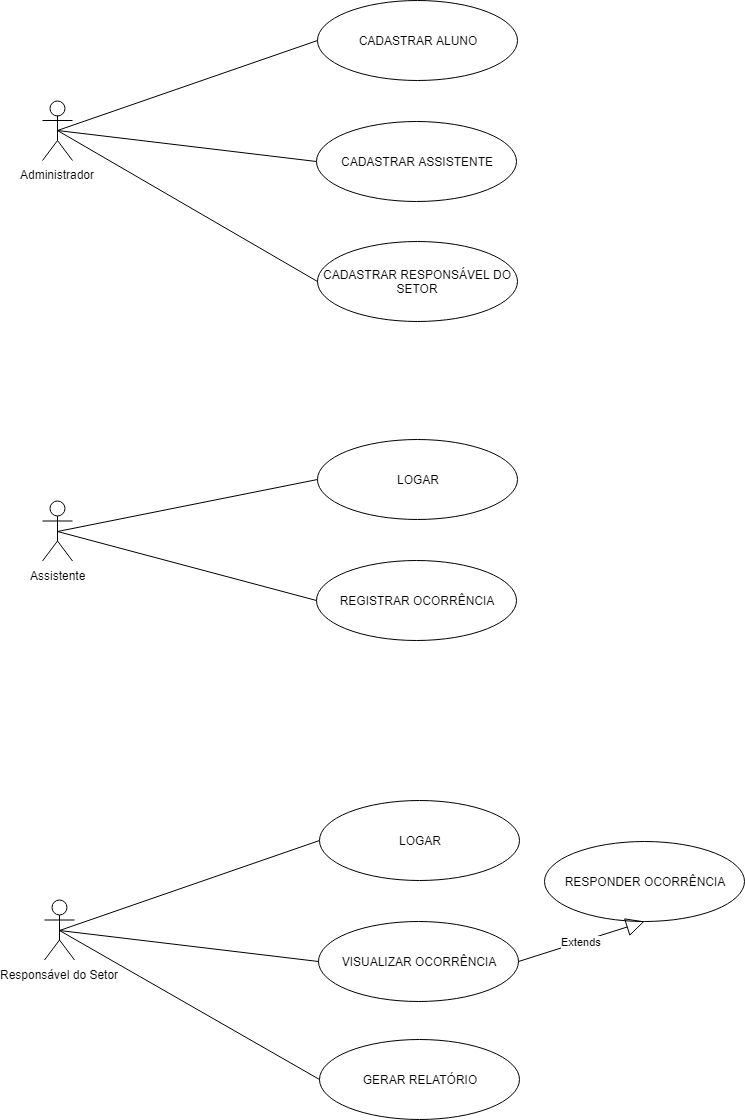 CADASTRAR ALUNO
Administrador
CADASTRAR ASSISTENTE
CADASTRAR RESPONSÁVEL DO
SETOR
LOGAR
Assistente
REGISTRAR OCORRÊNCIA
LOGAR
RESPONDER OCORRÊNCIA
Extends
VISUALIZAR OCORRÊNCIA
Responsável do Setor
GERAR RELATÓRIO